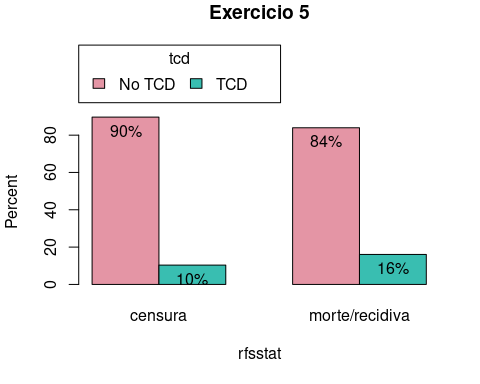 Exercicio 5
tcd
No TCD TCD
Percent
80
60
40
20
0
90%
10%
84%
16%
censura morte/recidiva
rfsstat